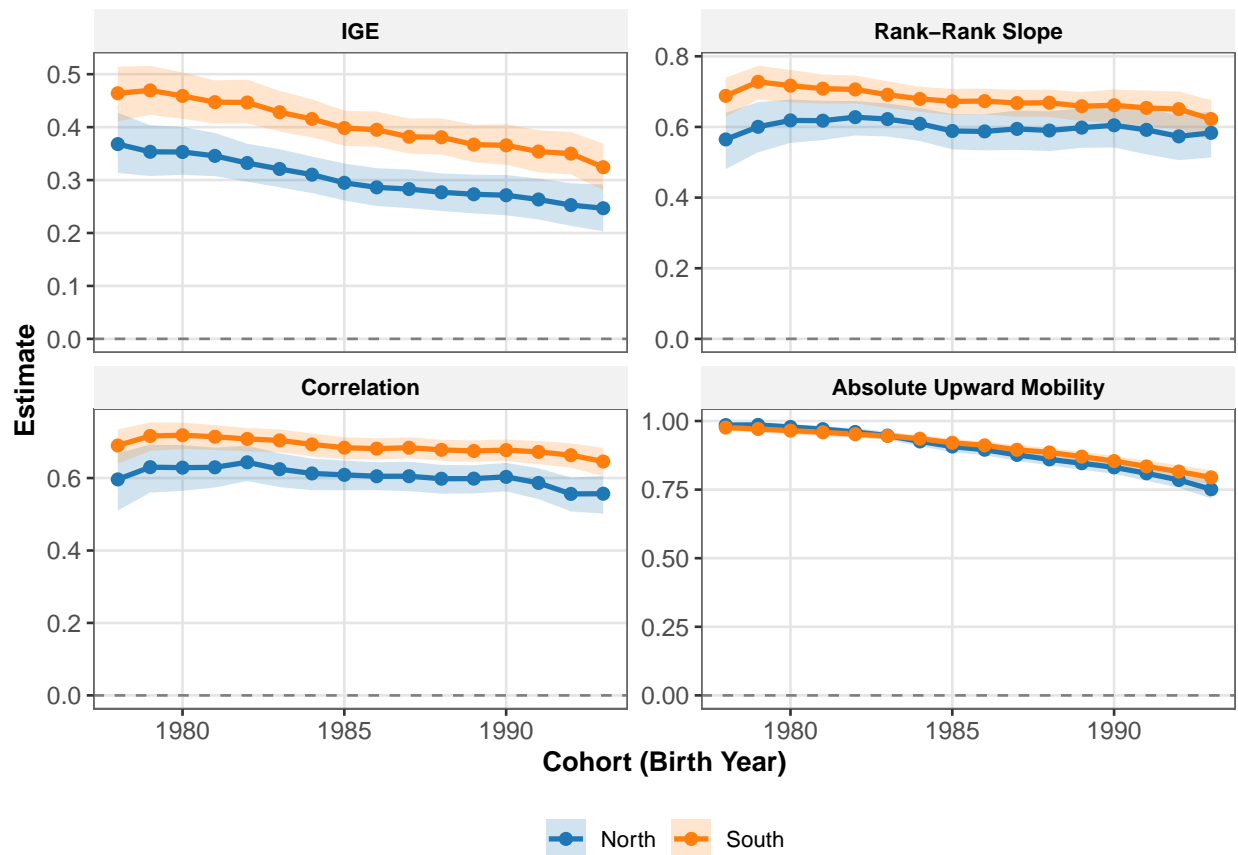 IGE
Rank−Rank Slope
0.5
0.4
0.3
0.2
0.1
0.0
0.8
0.6
0.4
0.2
0.0
Estimate
Correlation
Absolute Upward Mobility
0.6
0.4
0.2
0.0
1.00
0.75
0.50
0.25
0.00
1980 1985 1990
1980 1985 1990
Cohort (Birth Year)
North South